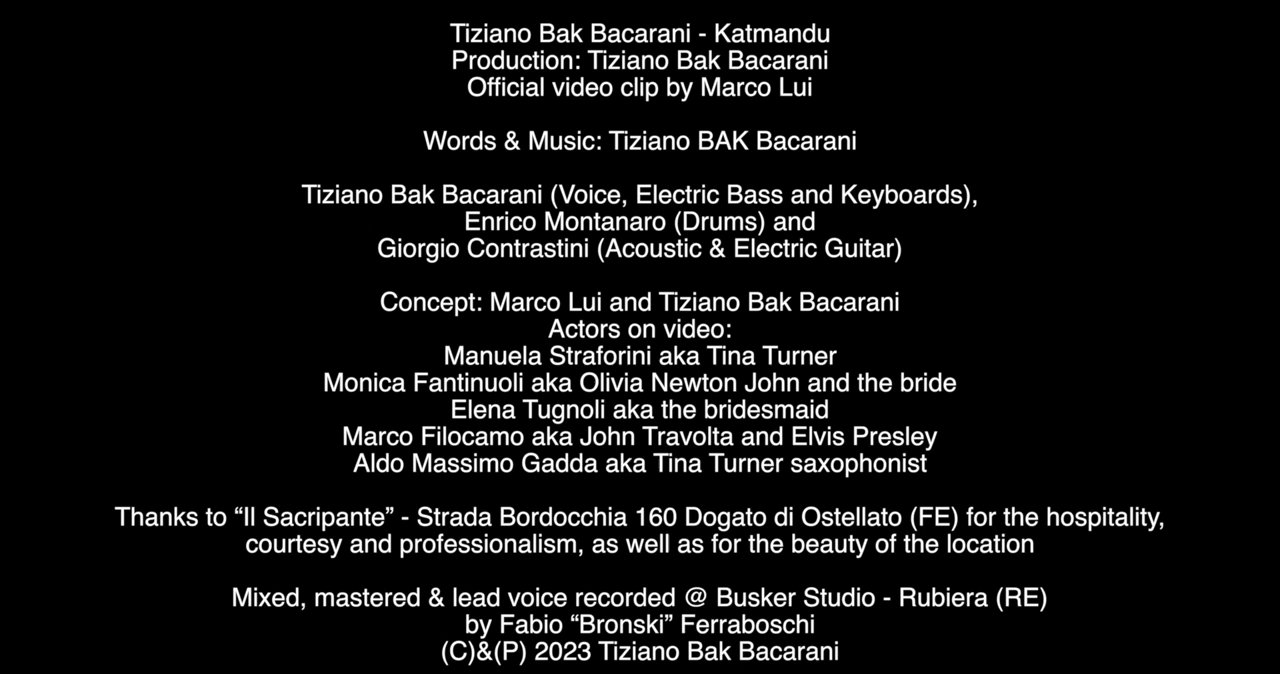 Tiziano Bak Bacarani - Katmandu
Production: Tiziano Bak Bacarani
Official video clip by Marco Lui
Words & Music: Tiziano BAK Bacarani
Tiziano Bak Bacarani (Voice, Electric Bass and Keyboards),
Enrico Montanaro (Drums) and
Giorgio Contrastini (Acoustic & Electric Guitar)
Concept: Marco Lui and Tiziano Bak Bacarani
Actors on video:
Manuela Straforini aka Tina Turner
Monica Fantinuoli aka Olivia Newton John and the bride
Elena Tugnoli aka the bridesmaid
Marco Filocamo aka John Travolta and Elvis Presley
Aldo Massimo Gadda aka Tina Turner saxophonist
Thanks to “Il Sacripante” - Strada Bordocchia 160 Dogato di Ostellato (FE) for the hospitality,
courtesy and professionalism, as well as for the beauty of the location
Mixed, mastered & lead voice recorded @ Busker Studio - Rubiera (RE)
by Fabio “Bronski” Ferraboschi
(C)&(P) 2023 Tiziano Bak Bacarani